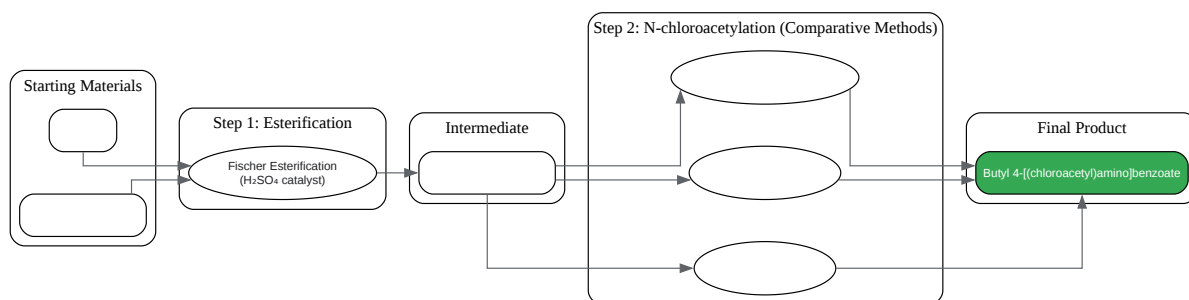 Step 2: N-chloroacetylation (Comparative Methods)
Starting Materials
Step 1: Esterification
Intermediate
Final Product
Fischer Esterification
(H₂SO₄ catalyst)
Butyl 4-[(chloroacetyl)amino]benzoate